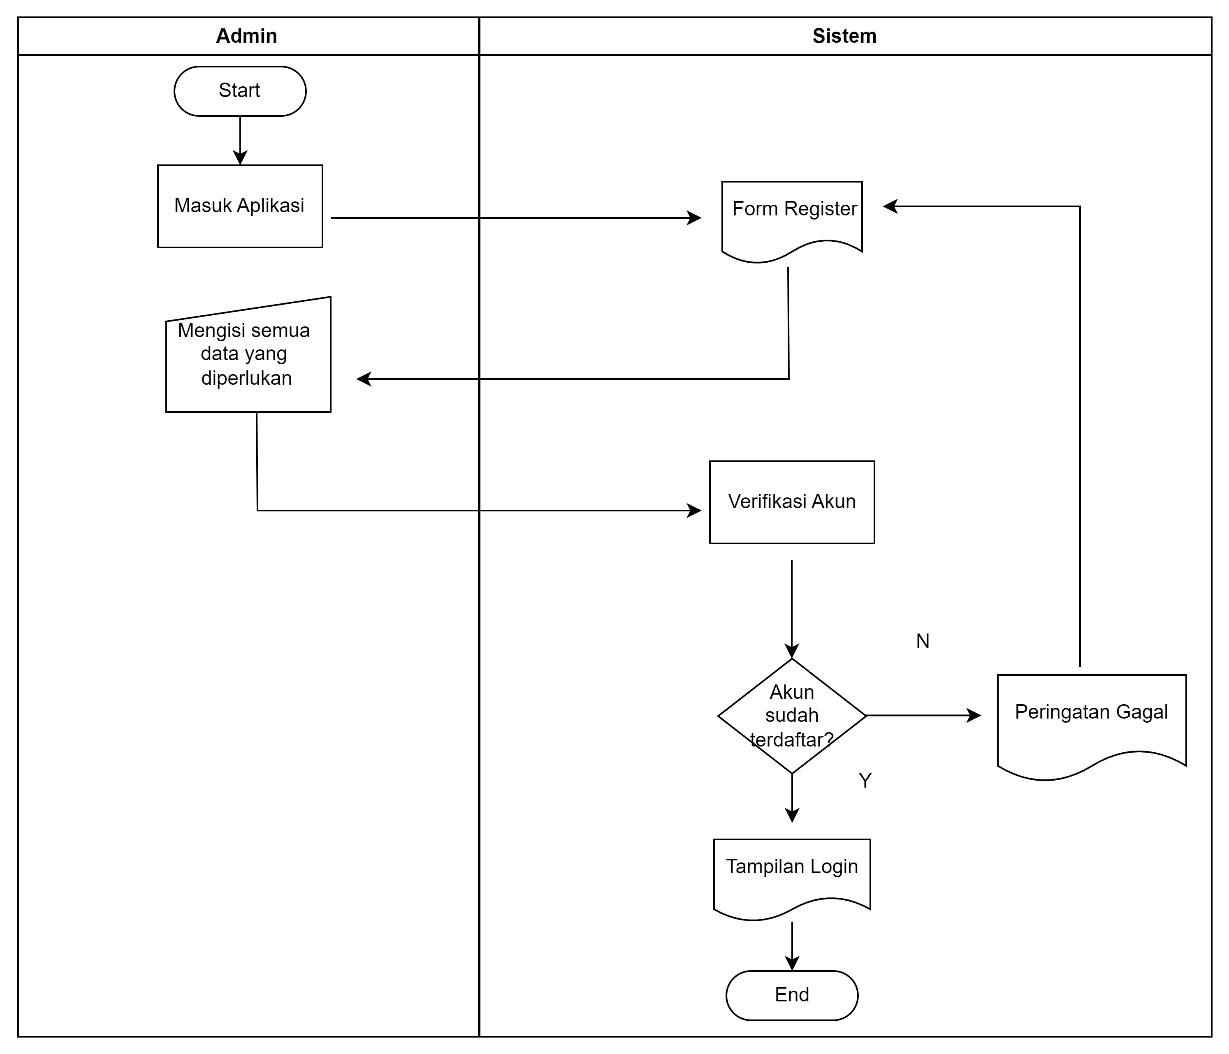 Admin
Sistem
Start
Masuk Aplikasi
Form Register
Mengisi semua
data yang
diperlukan
Verifikasi Akun
N
Akun
sudah
terdaftar?
Peringatan Gagal
Y
Tampilan Login
End